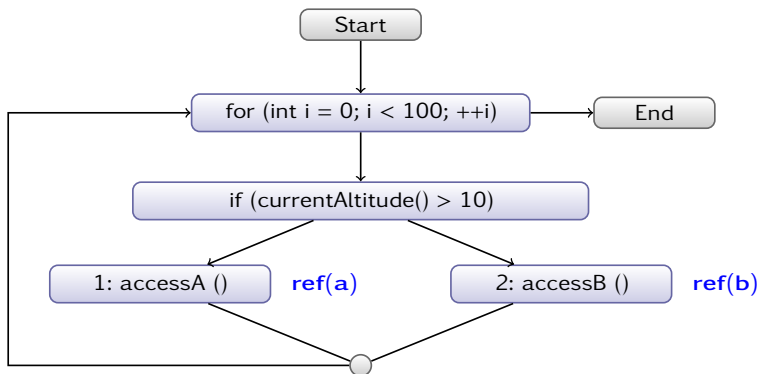 Start
for (int i = 0; i < 100; ++i)
End
if (currentAltitude() > 10)
1: accessA ()
ref(a)
2: accessB ()
ref(b)